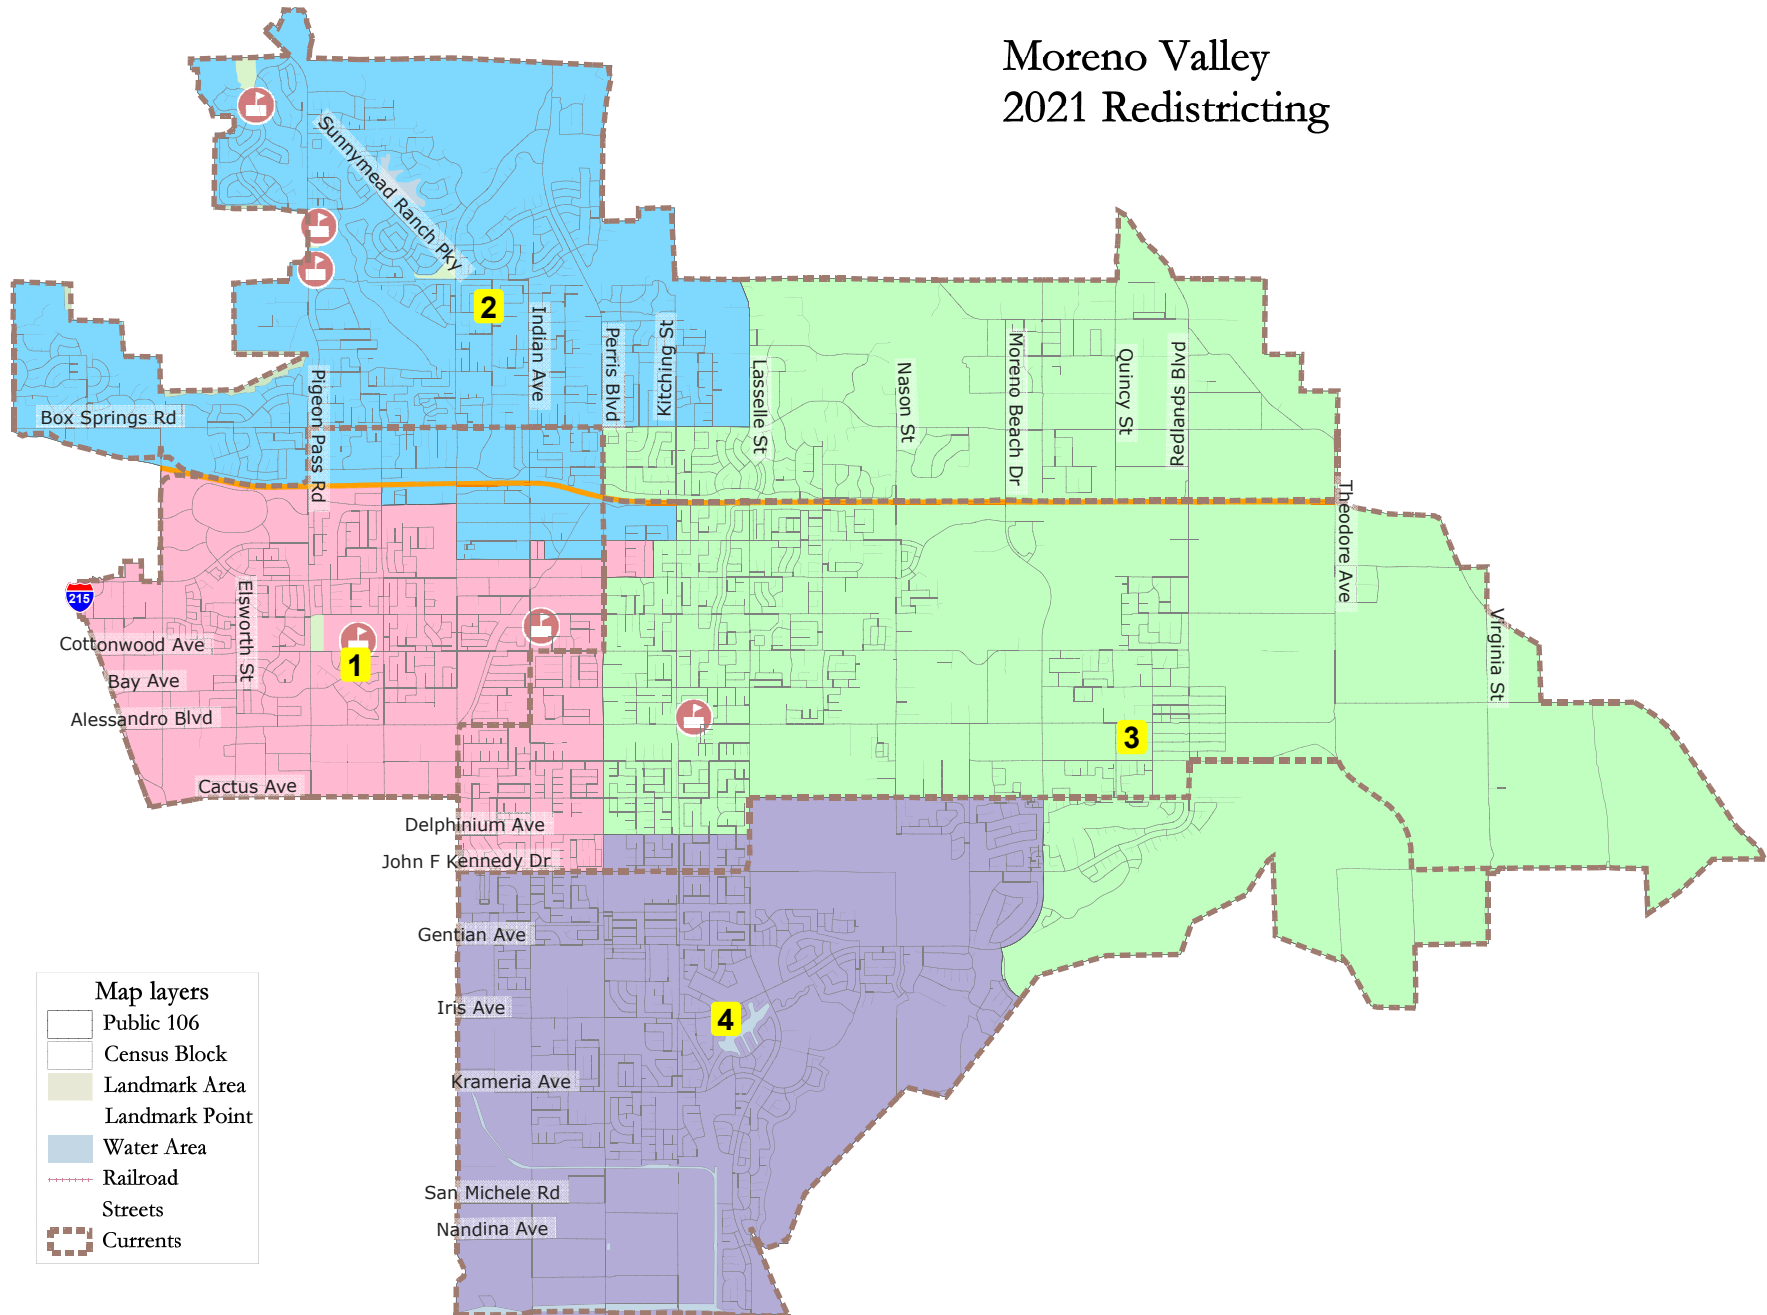 Moreno Valley
2021 Redistricting
Sunnymead Ranch Pky
2
Indian Ave
Perris Blvd
Kitching St
Lasselle St
Nason St
Moreno Beach Dr
Quincy St
Redlands Blvd
Pigeon Pass Rd
Box Springs Rd
Theodore Ave
Virginia St
215
Elsworth St
Cottonwood Ave
1
Bay Ave
Alessandro Blvd
3
Cactus Ave
Delphinium Ave
John F Kennedy Dr
Gentian Ave
Iris Ave
4
Krameria Ave
San Michele Rd
Nandina Ave
Map layers
Public 106
Census Block
Landmark Area
Landmark Point
Water Area
Railroad
Streets
Currents